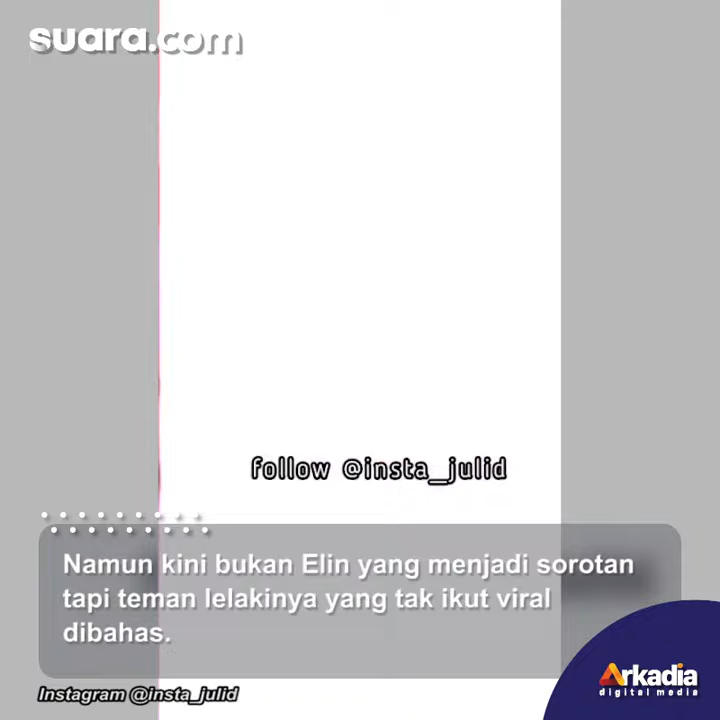 suara.com
follow @insta_julid
Namun kini bukan Elin yang menjadi sorotan
tapi teman lelakinya yang tak ikut viral
dibahas.
Instagram @insta_julid
Arkadia
digital media